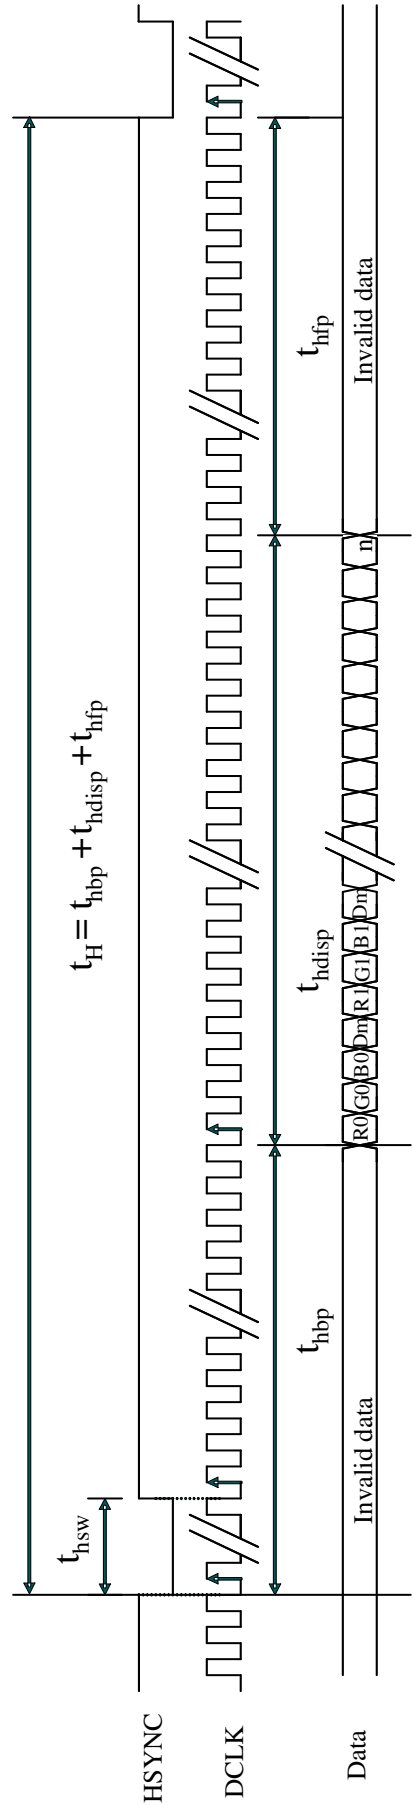 t_H = t_hbp + t_hdisp + t_hfp
t_hsw
HSYNC
DCLK
t_hbp
t_hdisp
t_hfp
Data
Invalid data
R0 G0 B0 Dm R1 G1 B1 Dm
n
Invalid data